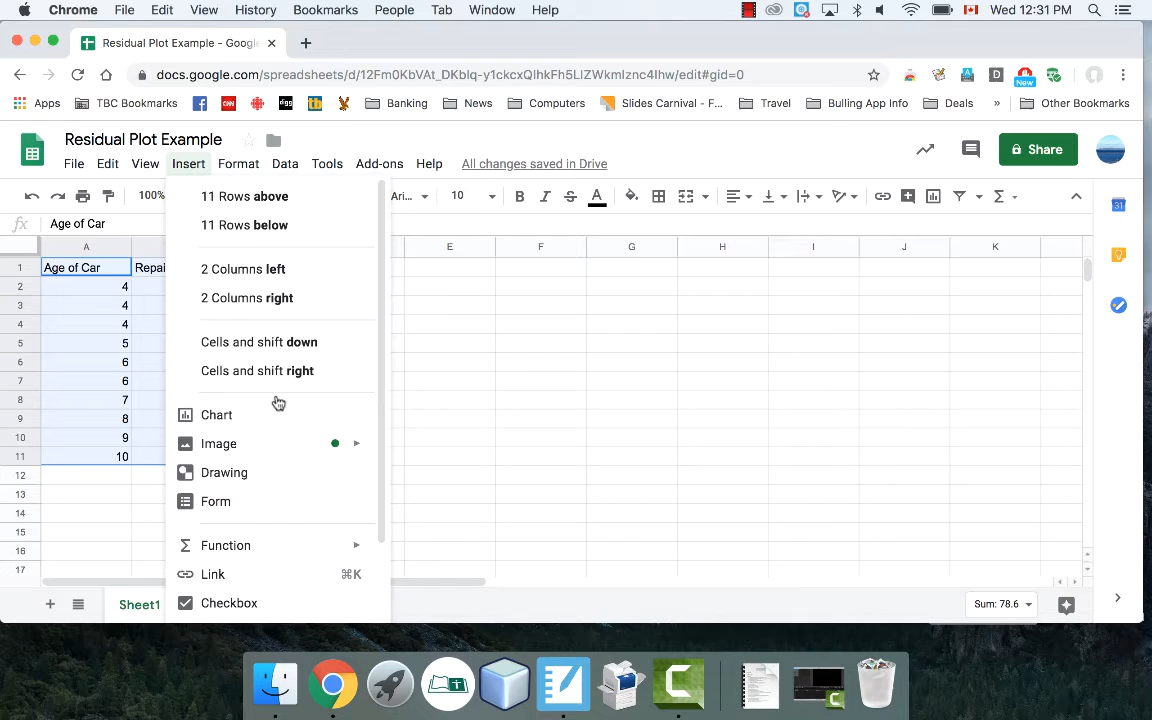 Chrome File Edit View History Bookmarks People Tab Window Help Wed 12:31 PM
Residual Plot Example - Google
docs.google.com/spreadsheets/d/12Fm0KbVAt_DKblq-y1ckcxQlhkFh5LlZWkmlznc4lhw/edit#gid=0
New
Apps TBC Bookmarks CNN digg th Banking News Computers Slides Carnival - F... Travel Bulling App Info Deals » Other Bookmarks
Residual Plot Example
File Edit View Insert Format Data Tools Add-ons Help All changes saved in Drive
Share
100% Ari... 10 B I S A
fx Age of Car
31
A E F G H I J K
1 Age of Car Repai
2 4
3 4
4 4
5 5
6 6
7 6
8 7
9 8
10 9
11 10
12
13
14
15
16
17
11 Rows above
11 Rows below
2 Columns left
2 Columns right
Cells and shift down
Cells and shift right
Chart
Image
Drawing
Form
Function
Link ⌘K
Checkbox
Sheet1
Sum: 78.6